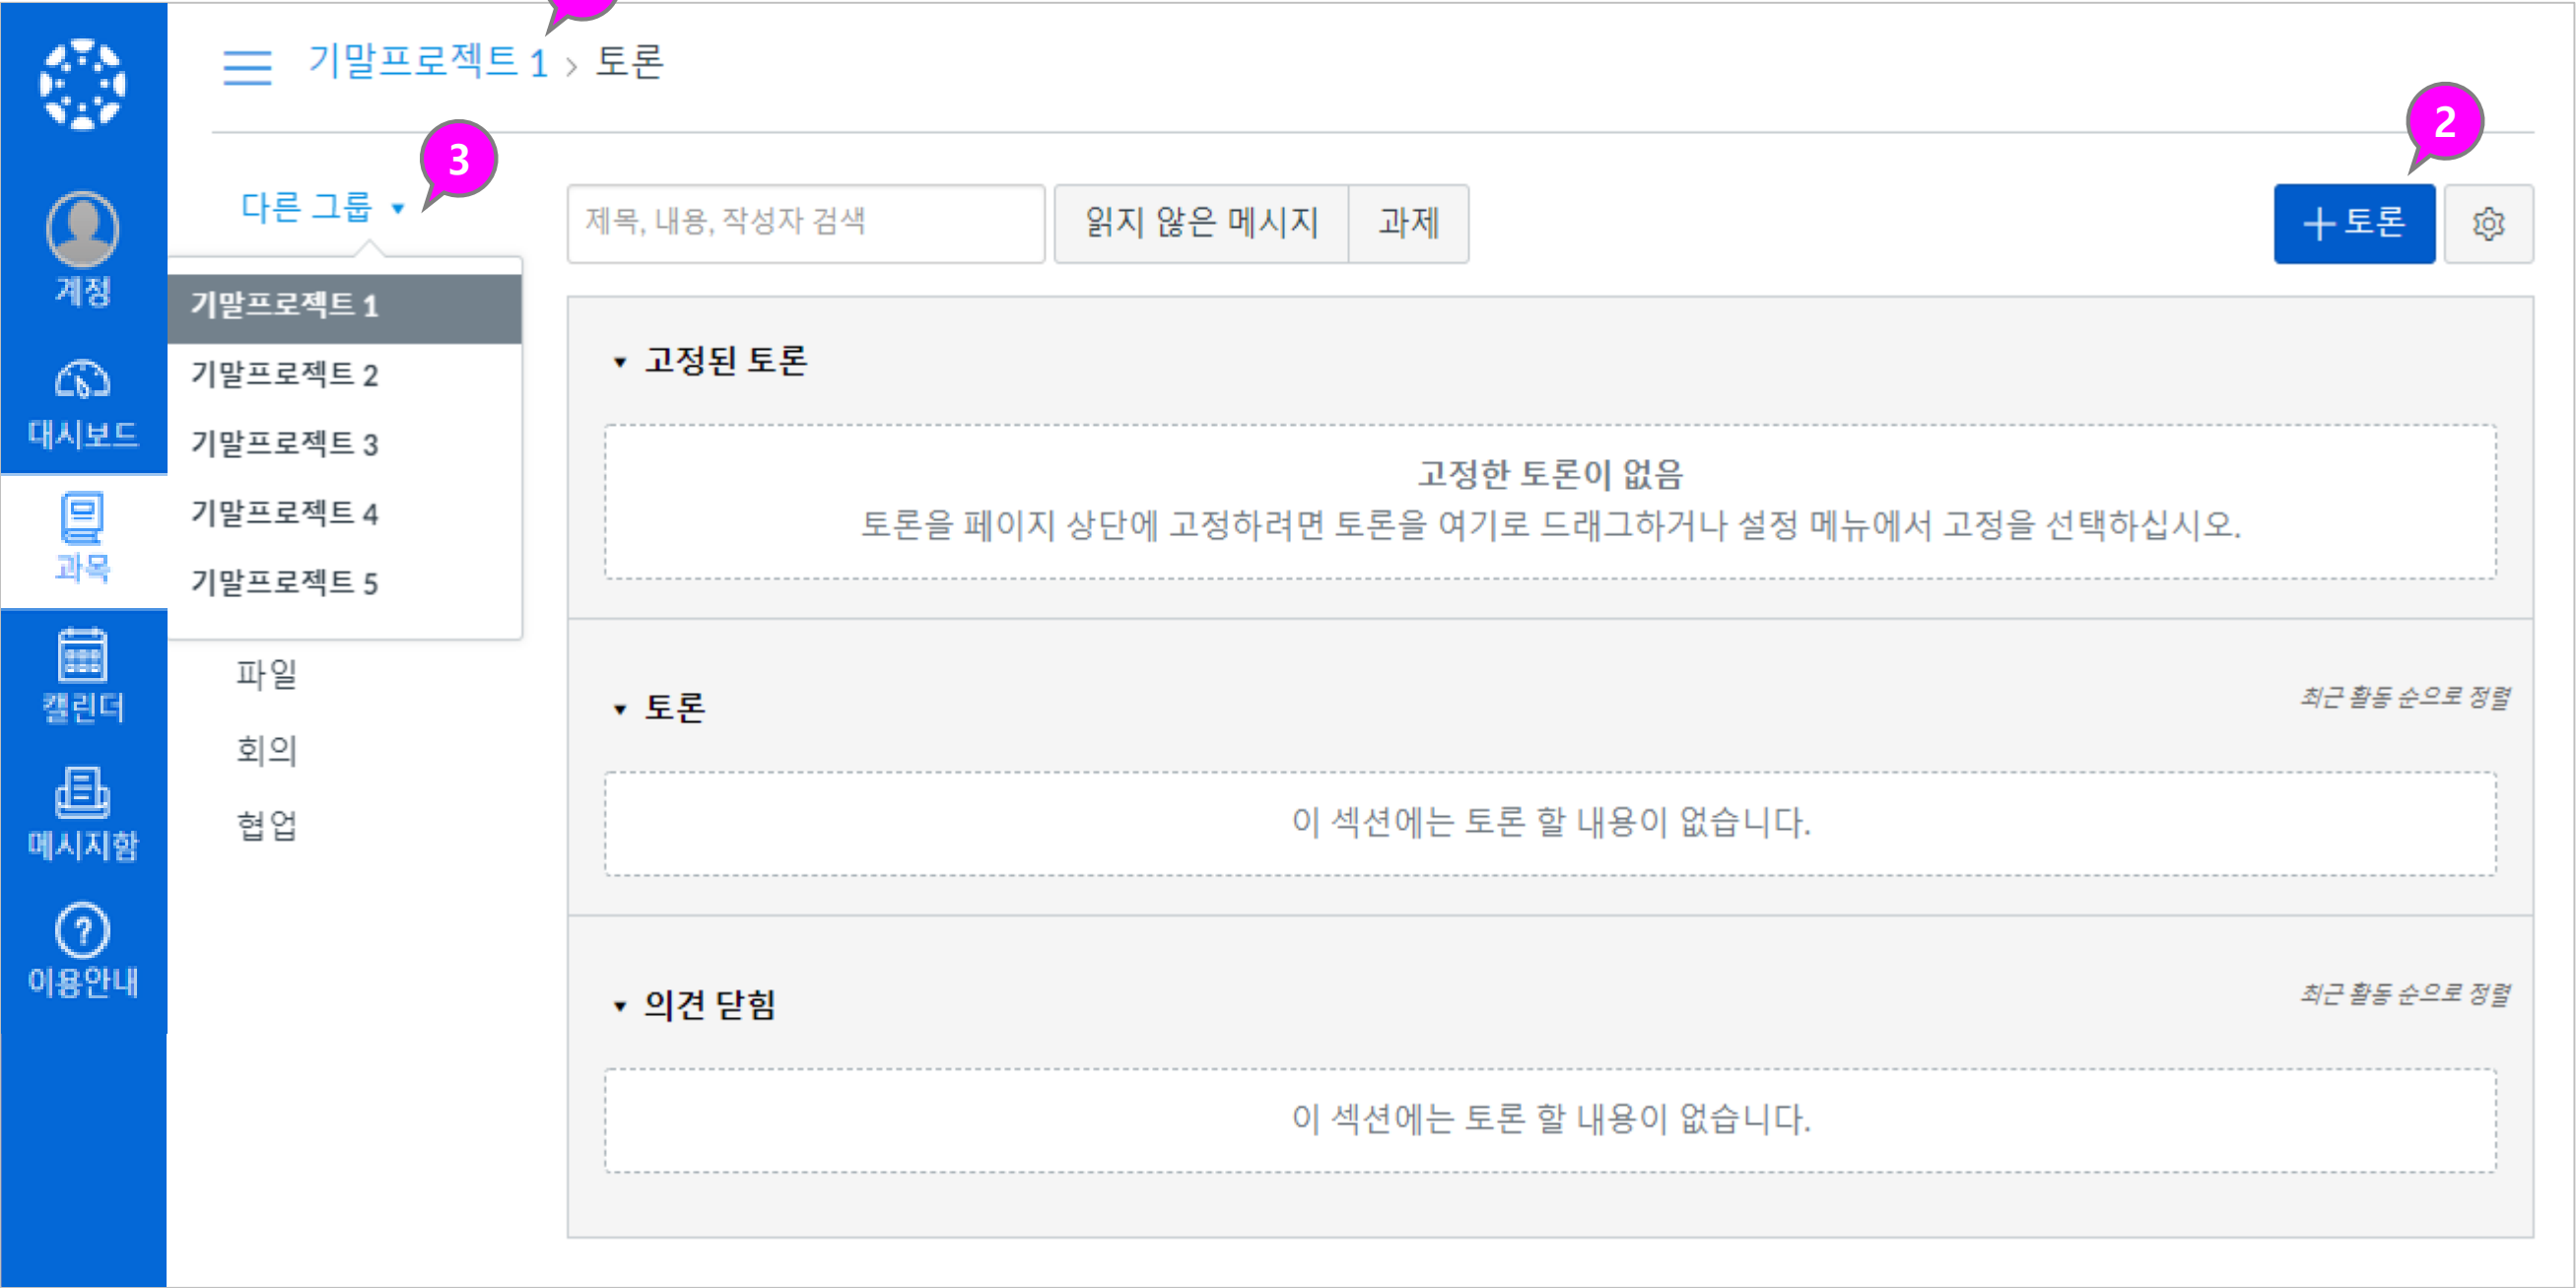 기말프로젝트 1 › 토론
계정
대시보드
과목
캘린더
메시지함
이용안내
3
다른 그룹
기말프로젝트 1
기말프로젝트 2
기말프로젝트 3
기말프로젝트 4
기말프로젝트 5
파일
회의
협업
2
제목, 내용, 작성자 검색
읽지 않은 메시지
과제
+토론
고정된 토론
고정한 토론이 없음
토론을 페이지 상단에 고정하려면 토론을 여기로 드래그하거나 설정 메뉴에서 고정을 선택하십시오.
토론
최근 활동 순으로 정렬
이 섹션에는 토론 할 내용이 없습니다.
의견 닫힘
최근 활동 순으로 정렬
이 섹션에는 토론 할 내용이 없습니다.